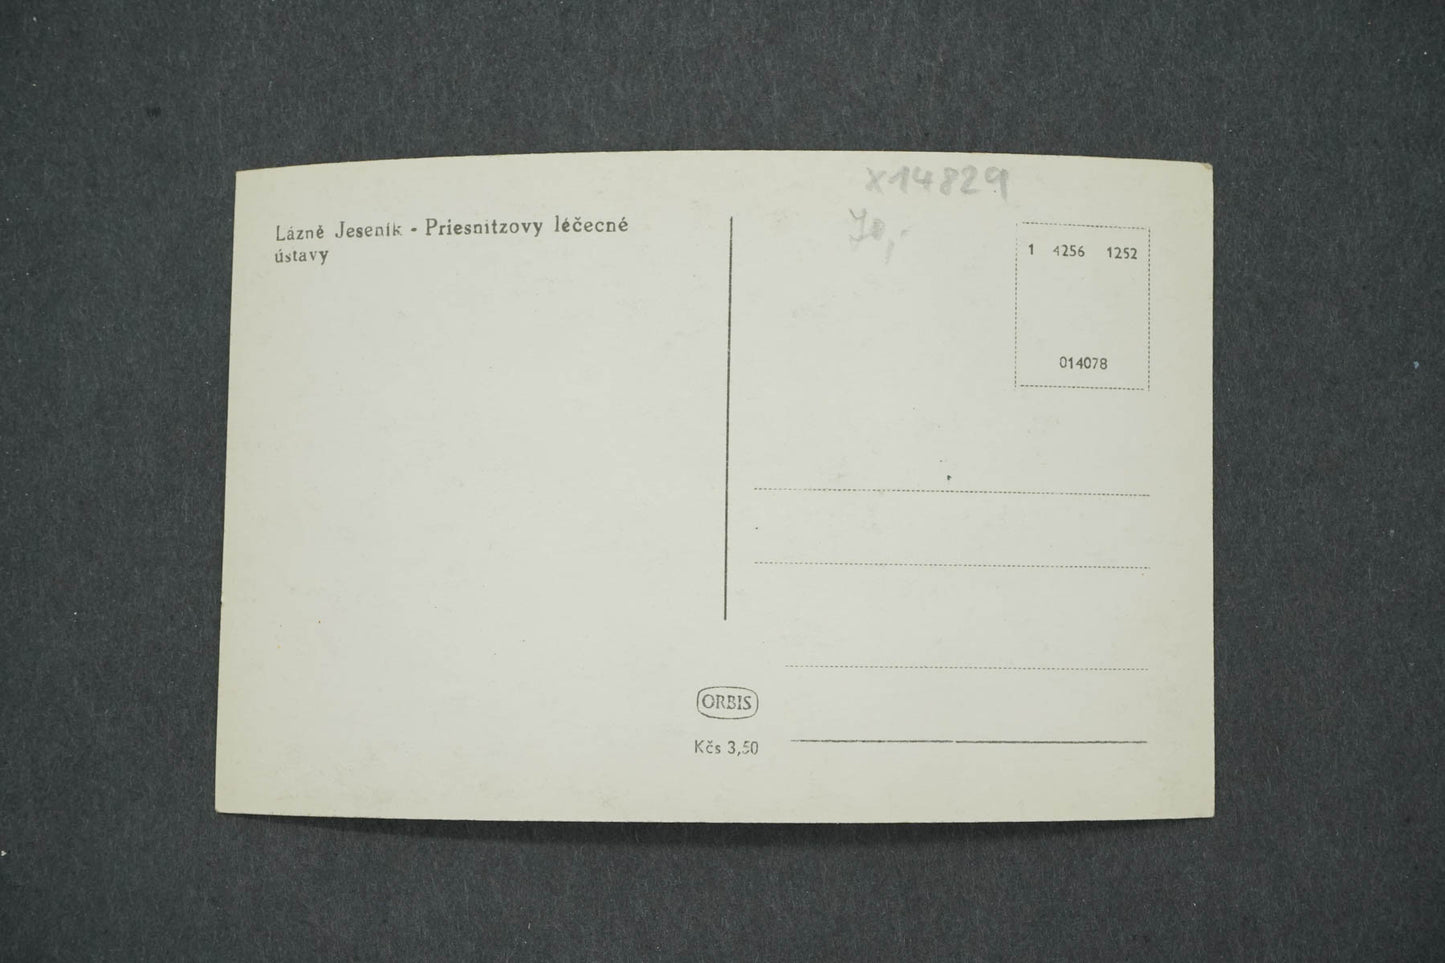 x14829
Lázně Jeseník - Priesnitzovy léčecné
ústavy
1 4256 1252
014078
ORBIS
Kčs 3,50